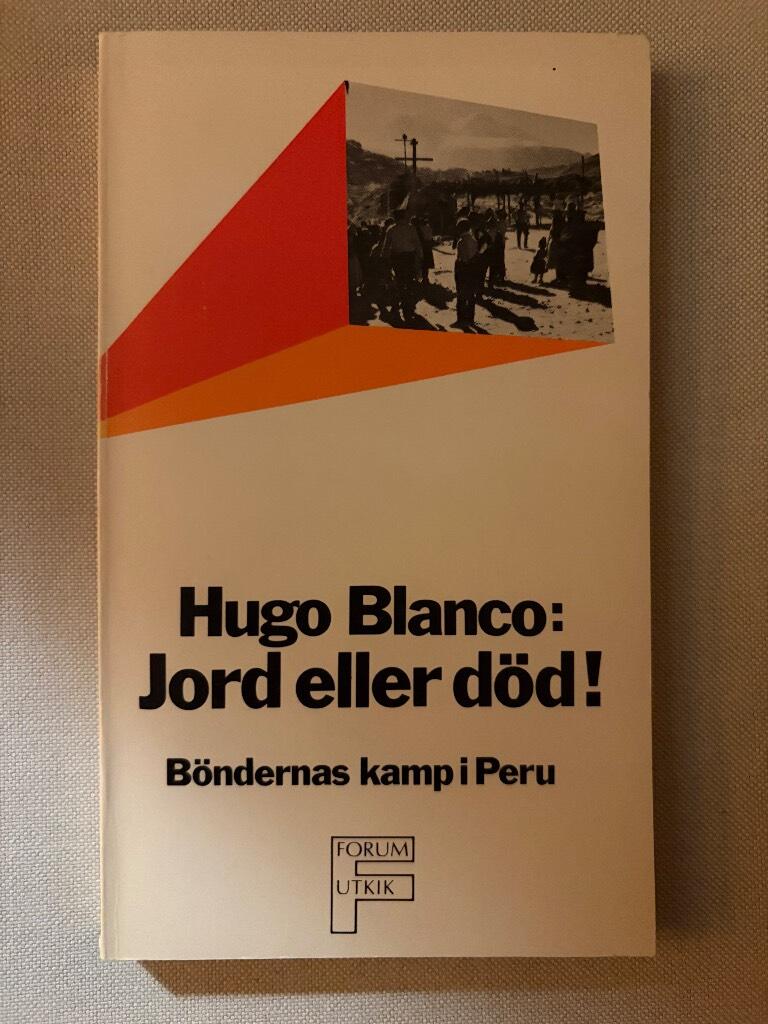 Hugo Blanco:
Jord eller död!
Böndernas kamp i Peru
FORUM
UTKIK